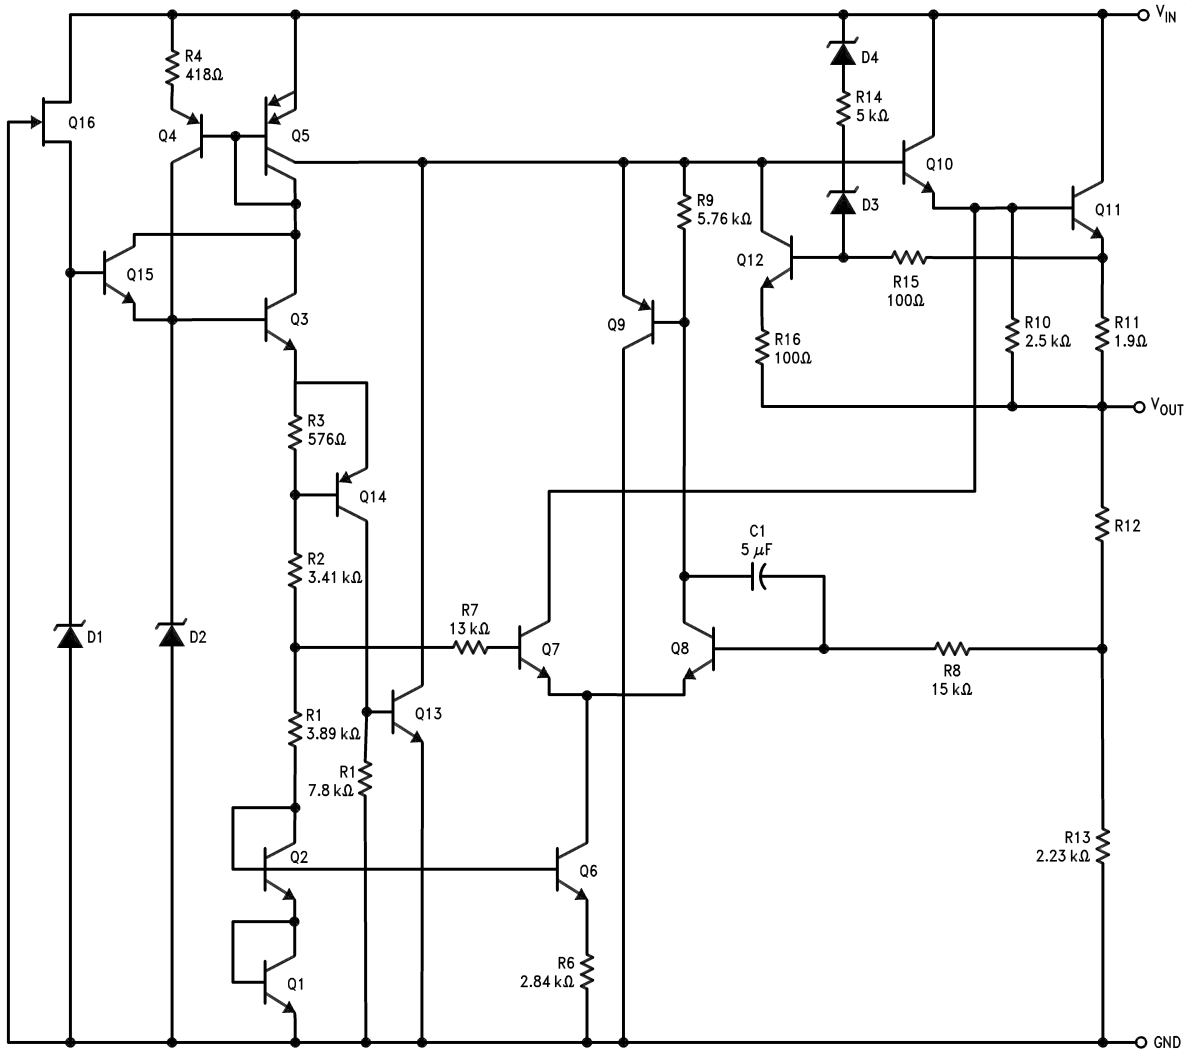 V_IN
R4
418Ω
D4
Q16
Q4
Q5
R14
5 kΩ
Q10
R9
5.76 kΩ
D3
Q11
Q15
Q12
R15
100Ω
Q3
Q9
R16
100Ω
R10
2.5 kΩ
R11
1.9Ω
V_OUT
R3
576Ω
Q14
R12
C1
5 μF
R2
3.41 kΩ
R7
13 kΩ
D1
D2
Q7
Q8
R8
15 kΩ
R1
3.89 kΩ
Q13
R1
7.8 kΩ
R13
2.23 kΩ
Q2
Q6
R6
2.84 kΩ
Q1
GND